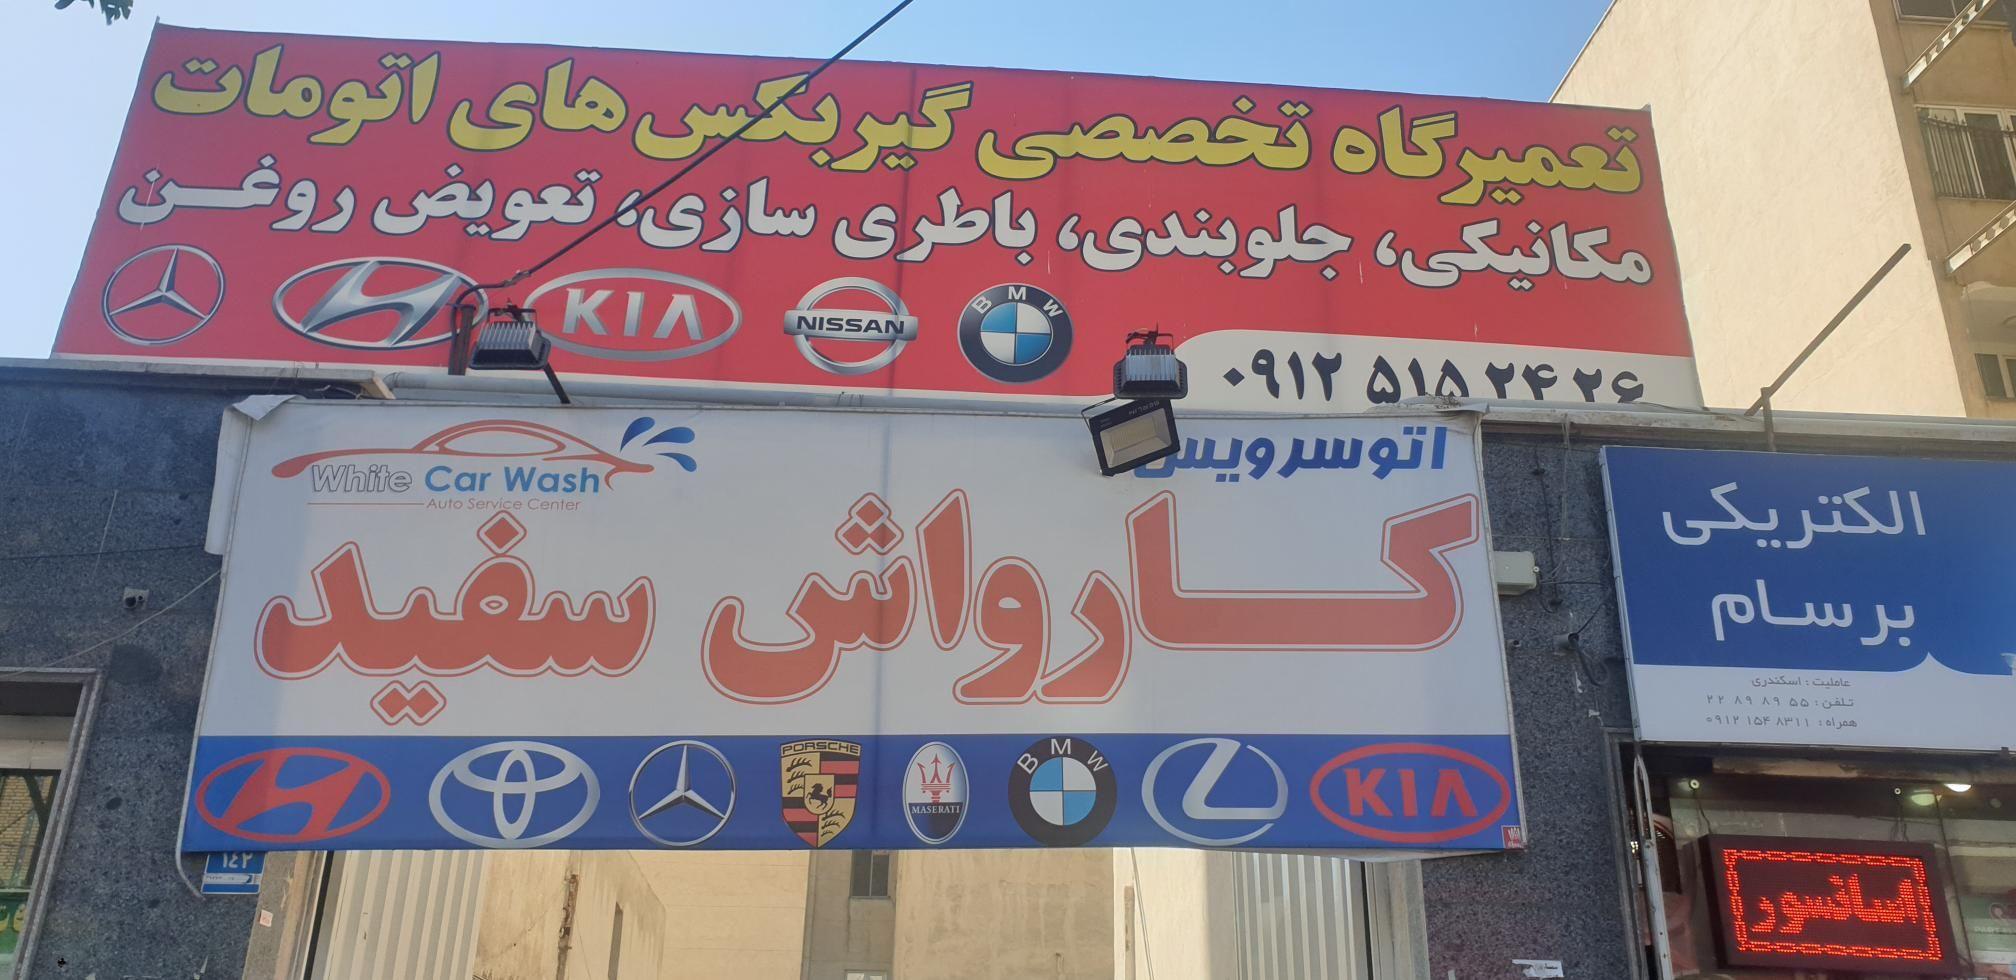 تعمیرگاه تخصصی گیربکس های اتومات
مکانیکی، جلوبندی، باطری سازی، تعویض روغن
KIA
NISSAN
BMW
۰۹۱۲ ۵۱۵ ۲۴ ۲۶
White Car Wash
Auto Service Center
اتوسرویس
کارواش سفید
PORSCHE
MASERATI
BMW
KIA
۱۴۲
الکتریکی
برسام
عاملیت : اسکندری
تلفن : ۲۲ ۸۹ ۸۹ ۵۵
همراه : ۰۹۱۲ ۱۵۴ ۸۳۱۱
آسانسور